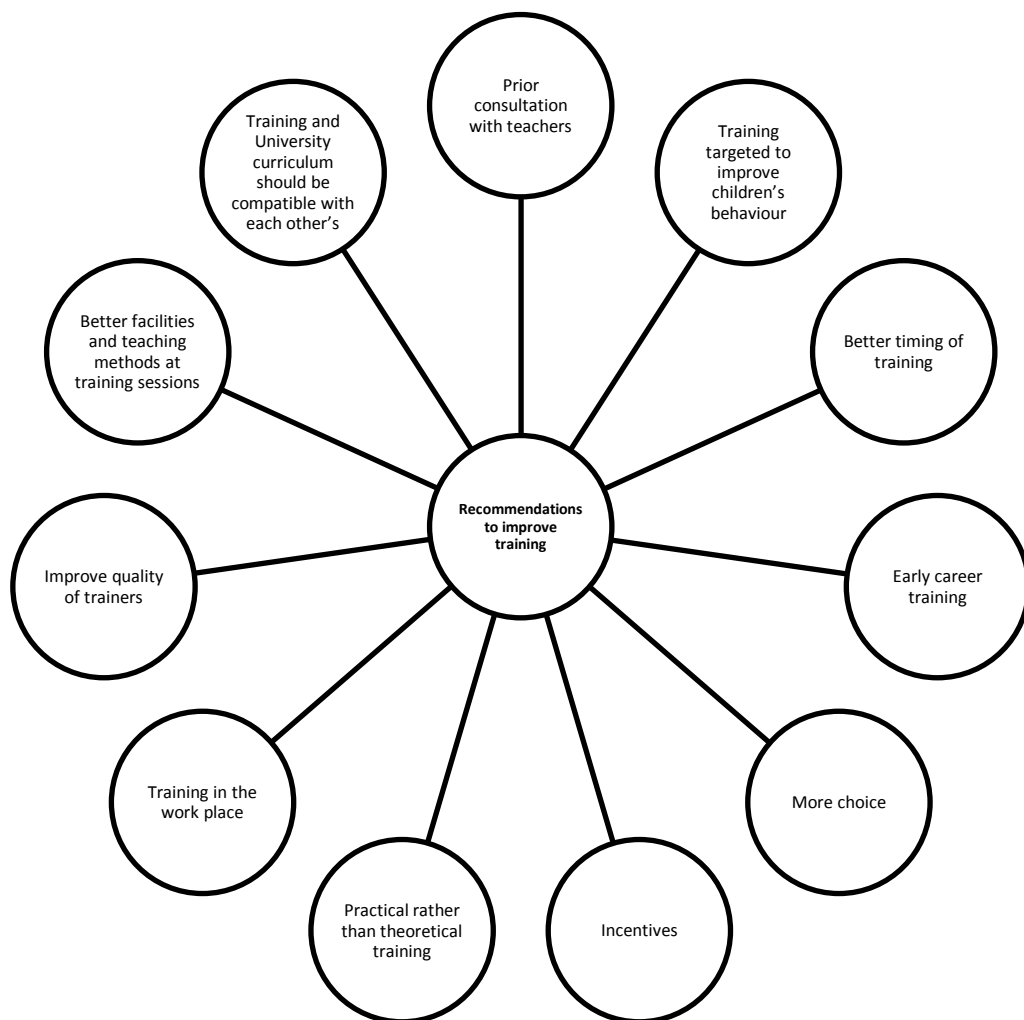 Prior
consultation
with teachers
Training
targeted to
improve
children’s
behaviour
Better timing of
training
Early career
training
More choice
Incentives
Practical rather
than theoretical
training
Training in the
work place
Improve quality
of trainers
Better facilities
and teaching
methods at
training sessions
Training and
University
curriculum
should be
compatible with
each other’s
Recommendations
to improve
training